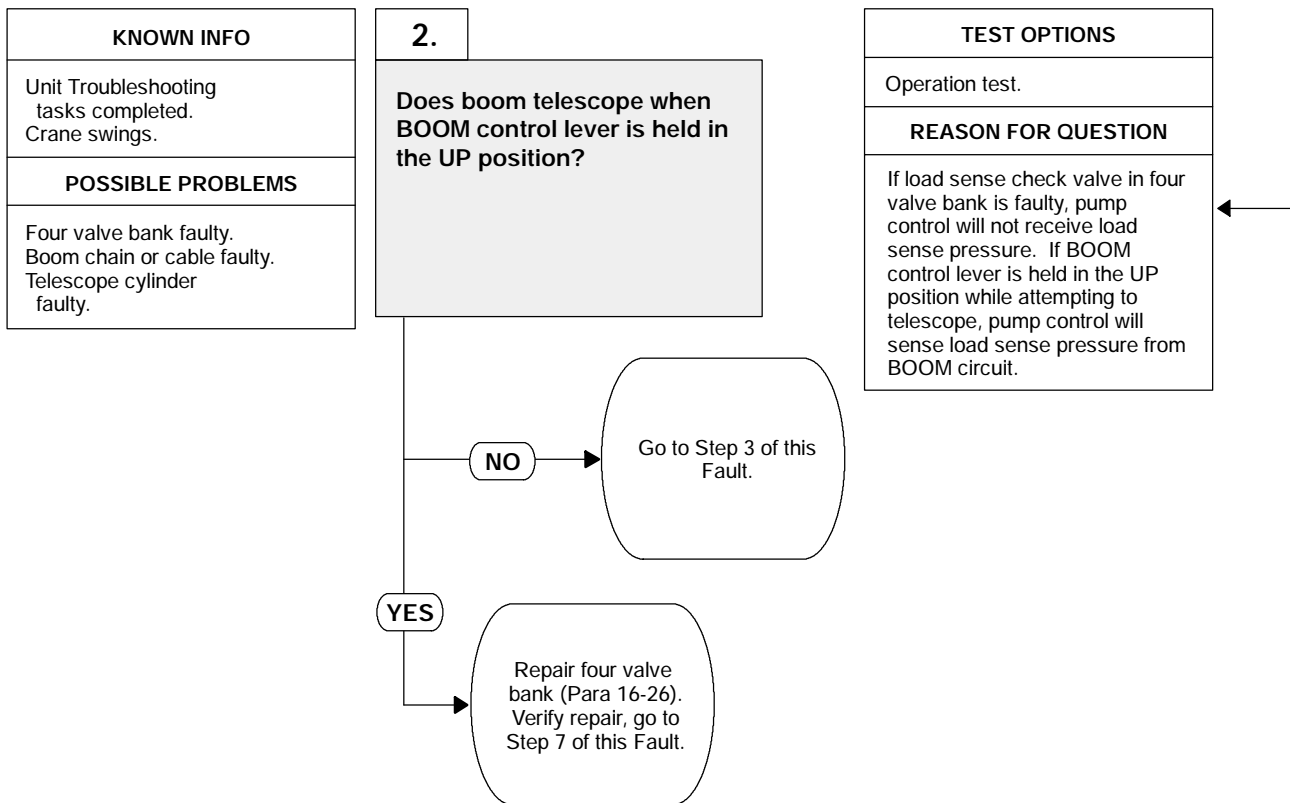 KNOWN INFO
Unit Troubleshooting
tasks completed.
Crane swings.
POSSIBLE PROBLEMS
Four valve bank faulty.
Boom chain or cable faulty.
Telescope cylinder
faulty.
2.
Does boom telescope when
BOOM control lever is held in
the UP position?
TEST OPTIONS
Operation test.
REASON FOR QUESTION
If load sense check valve in four
valve bank is faulty, pump
control will not receive load
sense pressure. If BOOM
control lever is held in the UP
position while attempting to
telescope, pump control will
sense load sense pressure from
BOOM circuit.
NO
Go to Step 3 of this
Fault.
YES
Repair four valve
bank (Para 16-26).
Verify repair, go to
Step 7 of this Fault.